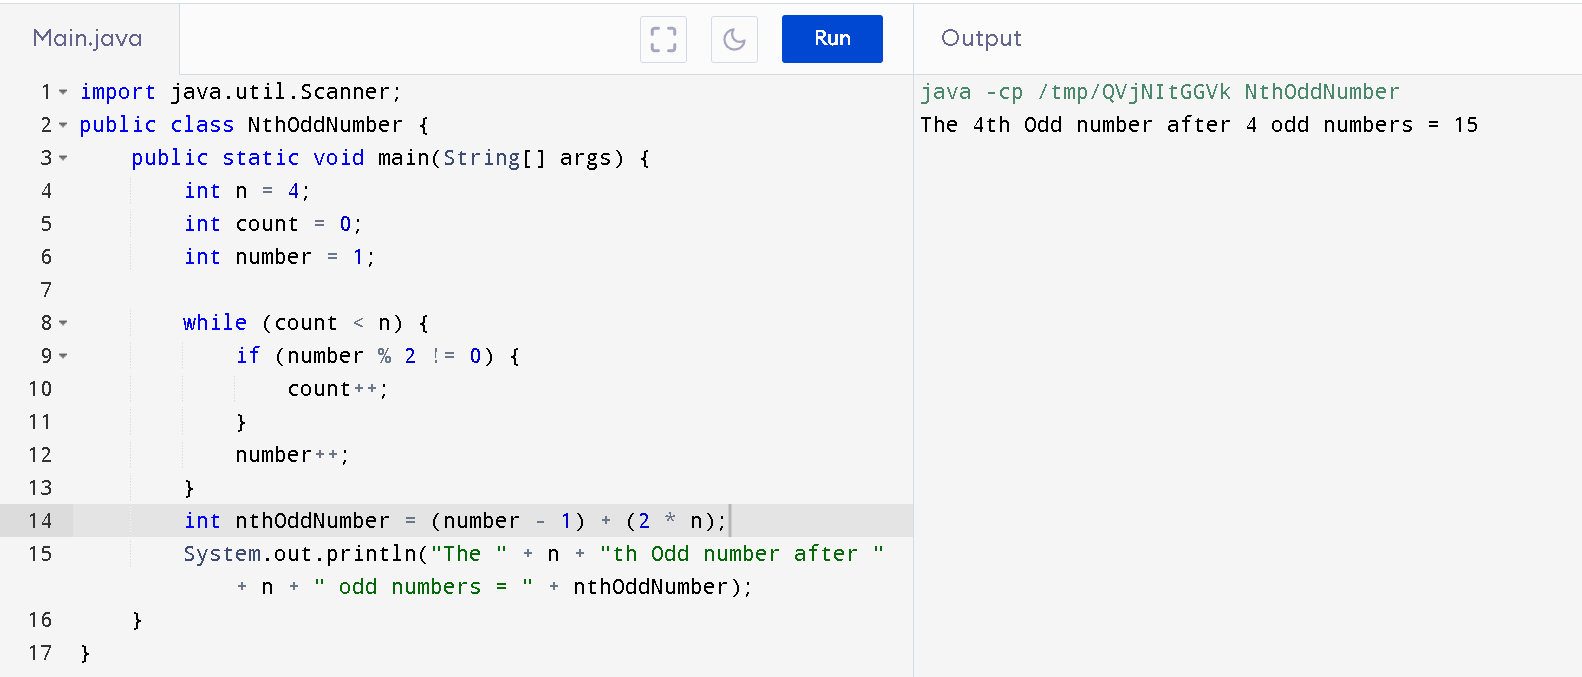 Main.java
Run
Output
1 import java.util.Scanner;
2 public class NthOddNumber {
3 public static void main(String[] args) {
4 int n = 4;
5 int count = 0;
6 int number = 1;
7
8 while (count < n) {
9 if (number % 2 != 0) {
10 count++;
11 }
12 number++;
13 }
14 int nthOddNumber = (number - 1) + (2 * n);
15 System.out.println("The " + n + "th Odd number after "
+ n + " odd numbers = " + nthOddNumber);
16 }
17 }
java -cp /tmp/QVjNItGGVk NthOddNumber
The 4th Odd number after 4 odd numbers = 15